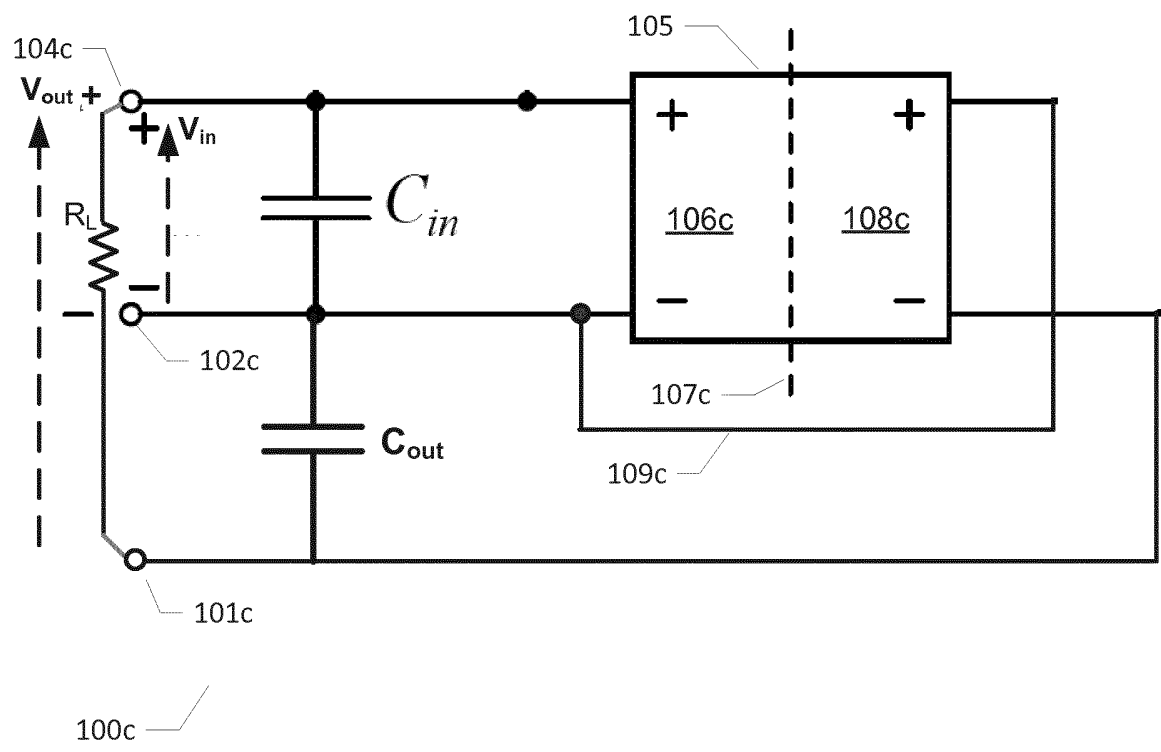 105
104c
Vout +
+
Vin
+
+
Cin
RL
106c
108c
−
−
−
−
102c
107c
Cout
109c
101c
100c